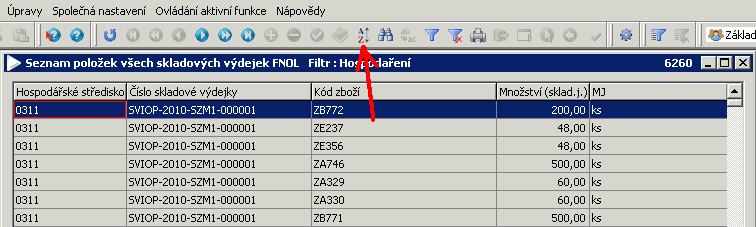 Úpravy Společná nastavení Ovládání aktivní funkce Nápovědy
A Z ab ac Základ
Seznam položek všech skladových výdejek FNOL Filtr : Hospodaření 6260
Hospodářské středisko Číslo skladové výdejky Kód zboží Množství (sklad.j.) MJ
0311 SVIOP-2010-SZM1-000001 ZB772 200,00 ks
0311 SVIOP-2010-SZM1-000001 ZE237 48,00 ks
0311 SVIOP-2010-SZM1-000001 ZE356 48,00 ks
0311 SVIOP-2010-SZM1-000001 ZA746 500,00 ks
0311 SVIOP-2010-SZM1-000001 ZA329 60,00 ks
0311 SVIOP-2010-SZM1-000001 ZA330 60,00 ks
0311 SVIOP-2010-SZM1-000001 ZB771 500,00 ks